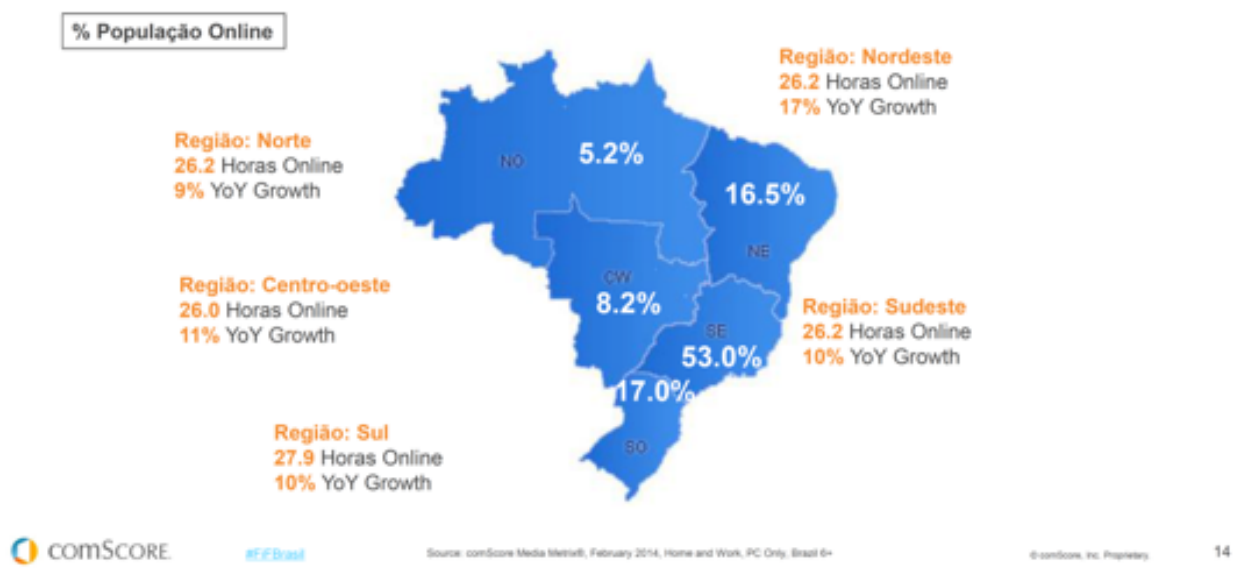 % População Online
Região: Nordeste
26.2 Horas Online
17% YoY Growth
Região: Norte
26.2 Horas Online
9% YoY Growth
NO
5.2%
16.5%
NE
Região: Centro-oeste
26.0 Horas Online
11% YoY Growth
CW
8.2%
Região: Sudeste
26.2 Horas Online
10% YoY Growth
SE
53.0%
17.0%
SO
Região: Sul
27.9 Horas Online
10% YoY Growth
comSCORE.
#FiFBrasil
Source: comScore Media Metrix®, February 2014, Home and Work, PC Only, Brazil 6+
© comScore, Inc. Proprietary.
14